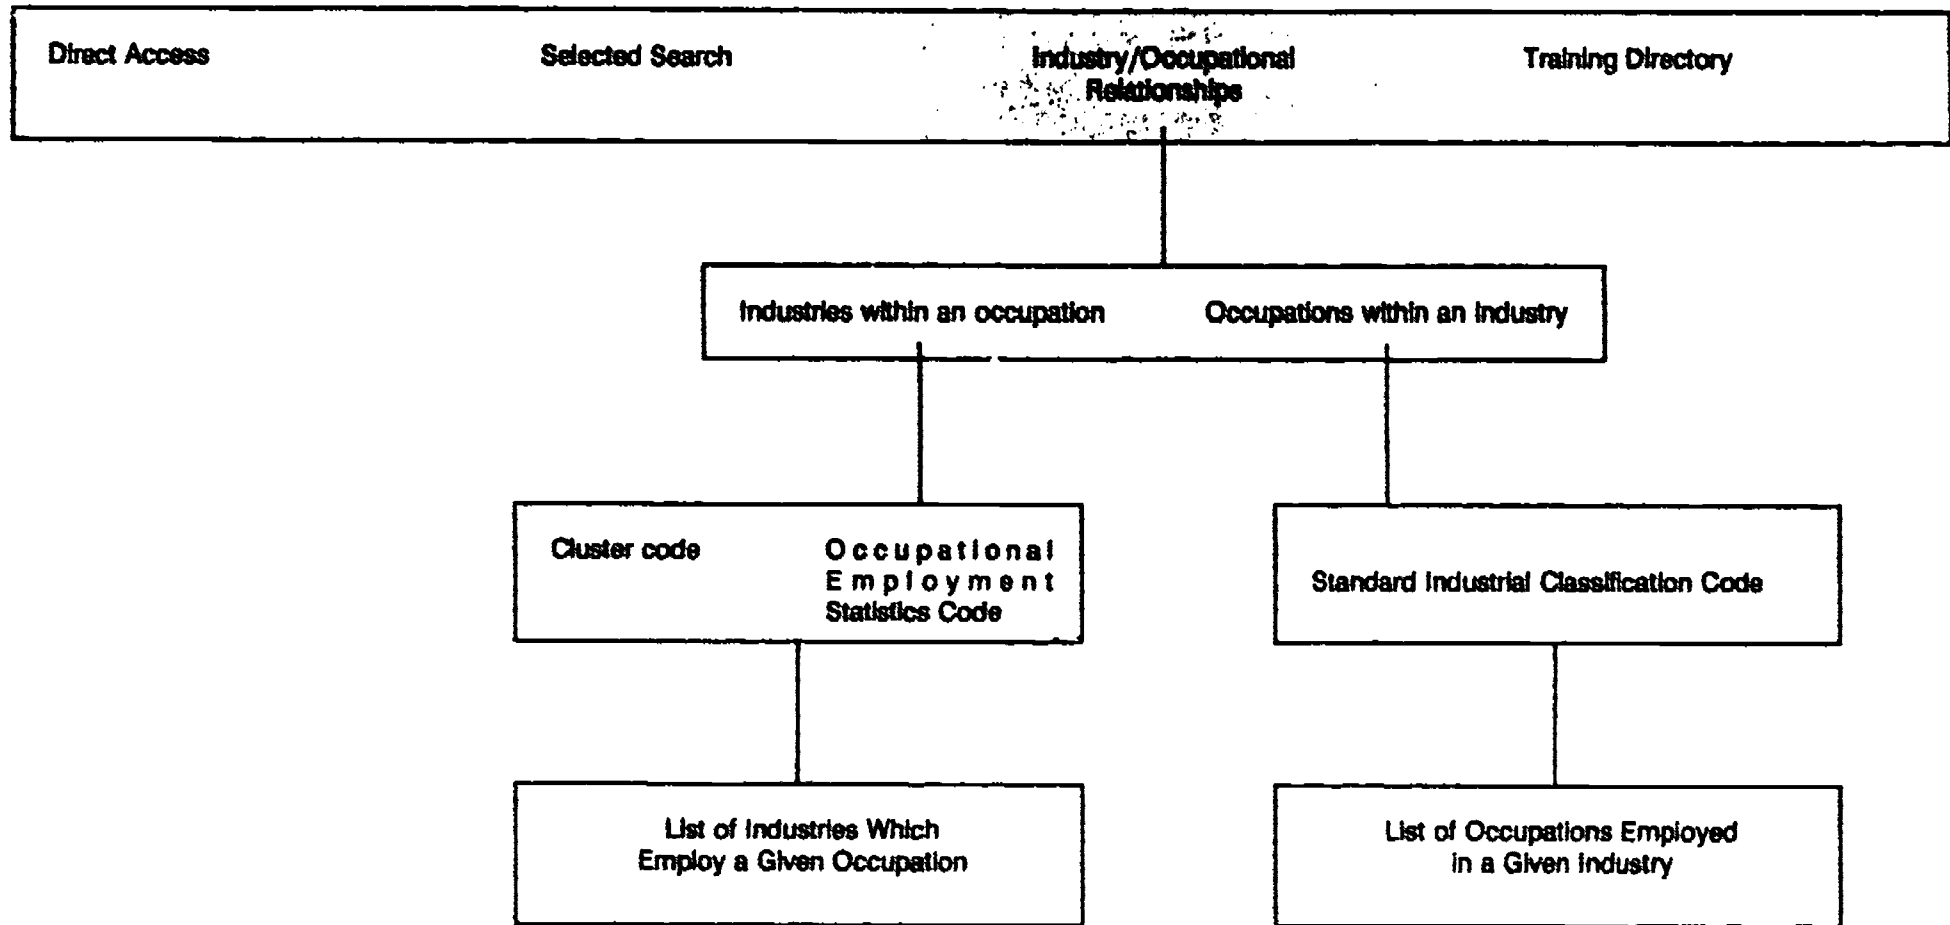 Direct Access Selected Search Industry/Occupational Training Directory
Relationships
Industries within an occupation Occupations within an Industry
Cluster code Occupational
Employment
Statistics Code
Standard Industrial Classification Code
List of Industries Which
Employ a Given Occupation
List of Occupations Employed
in a Given Industry